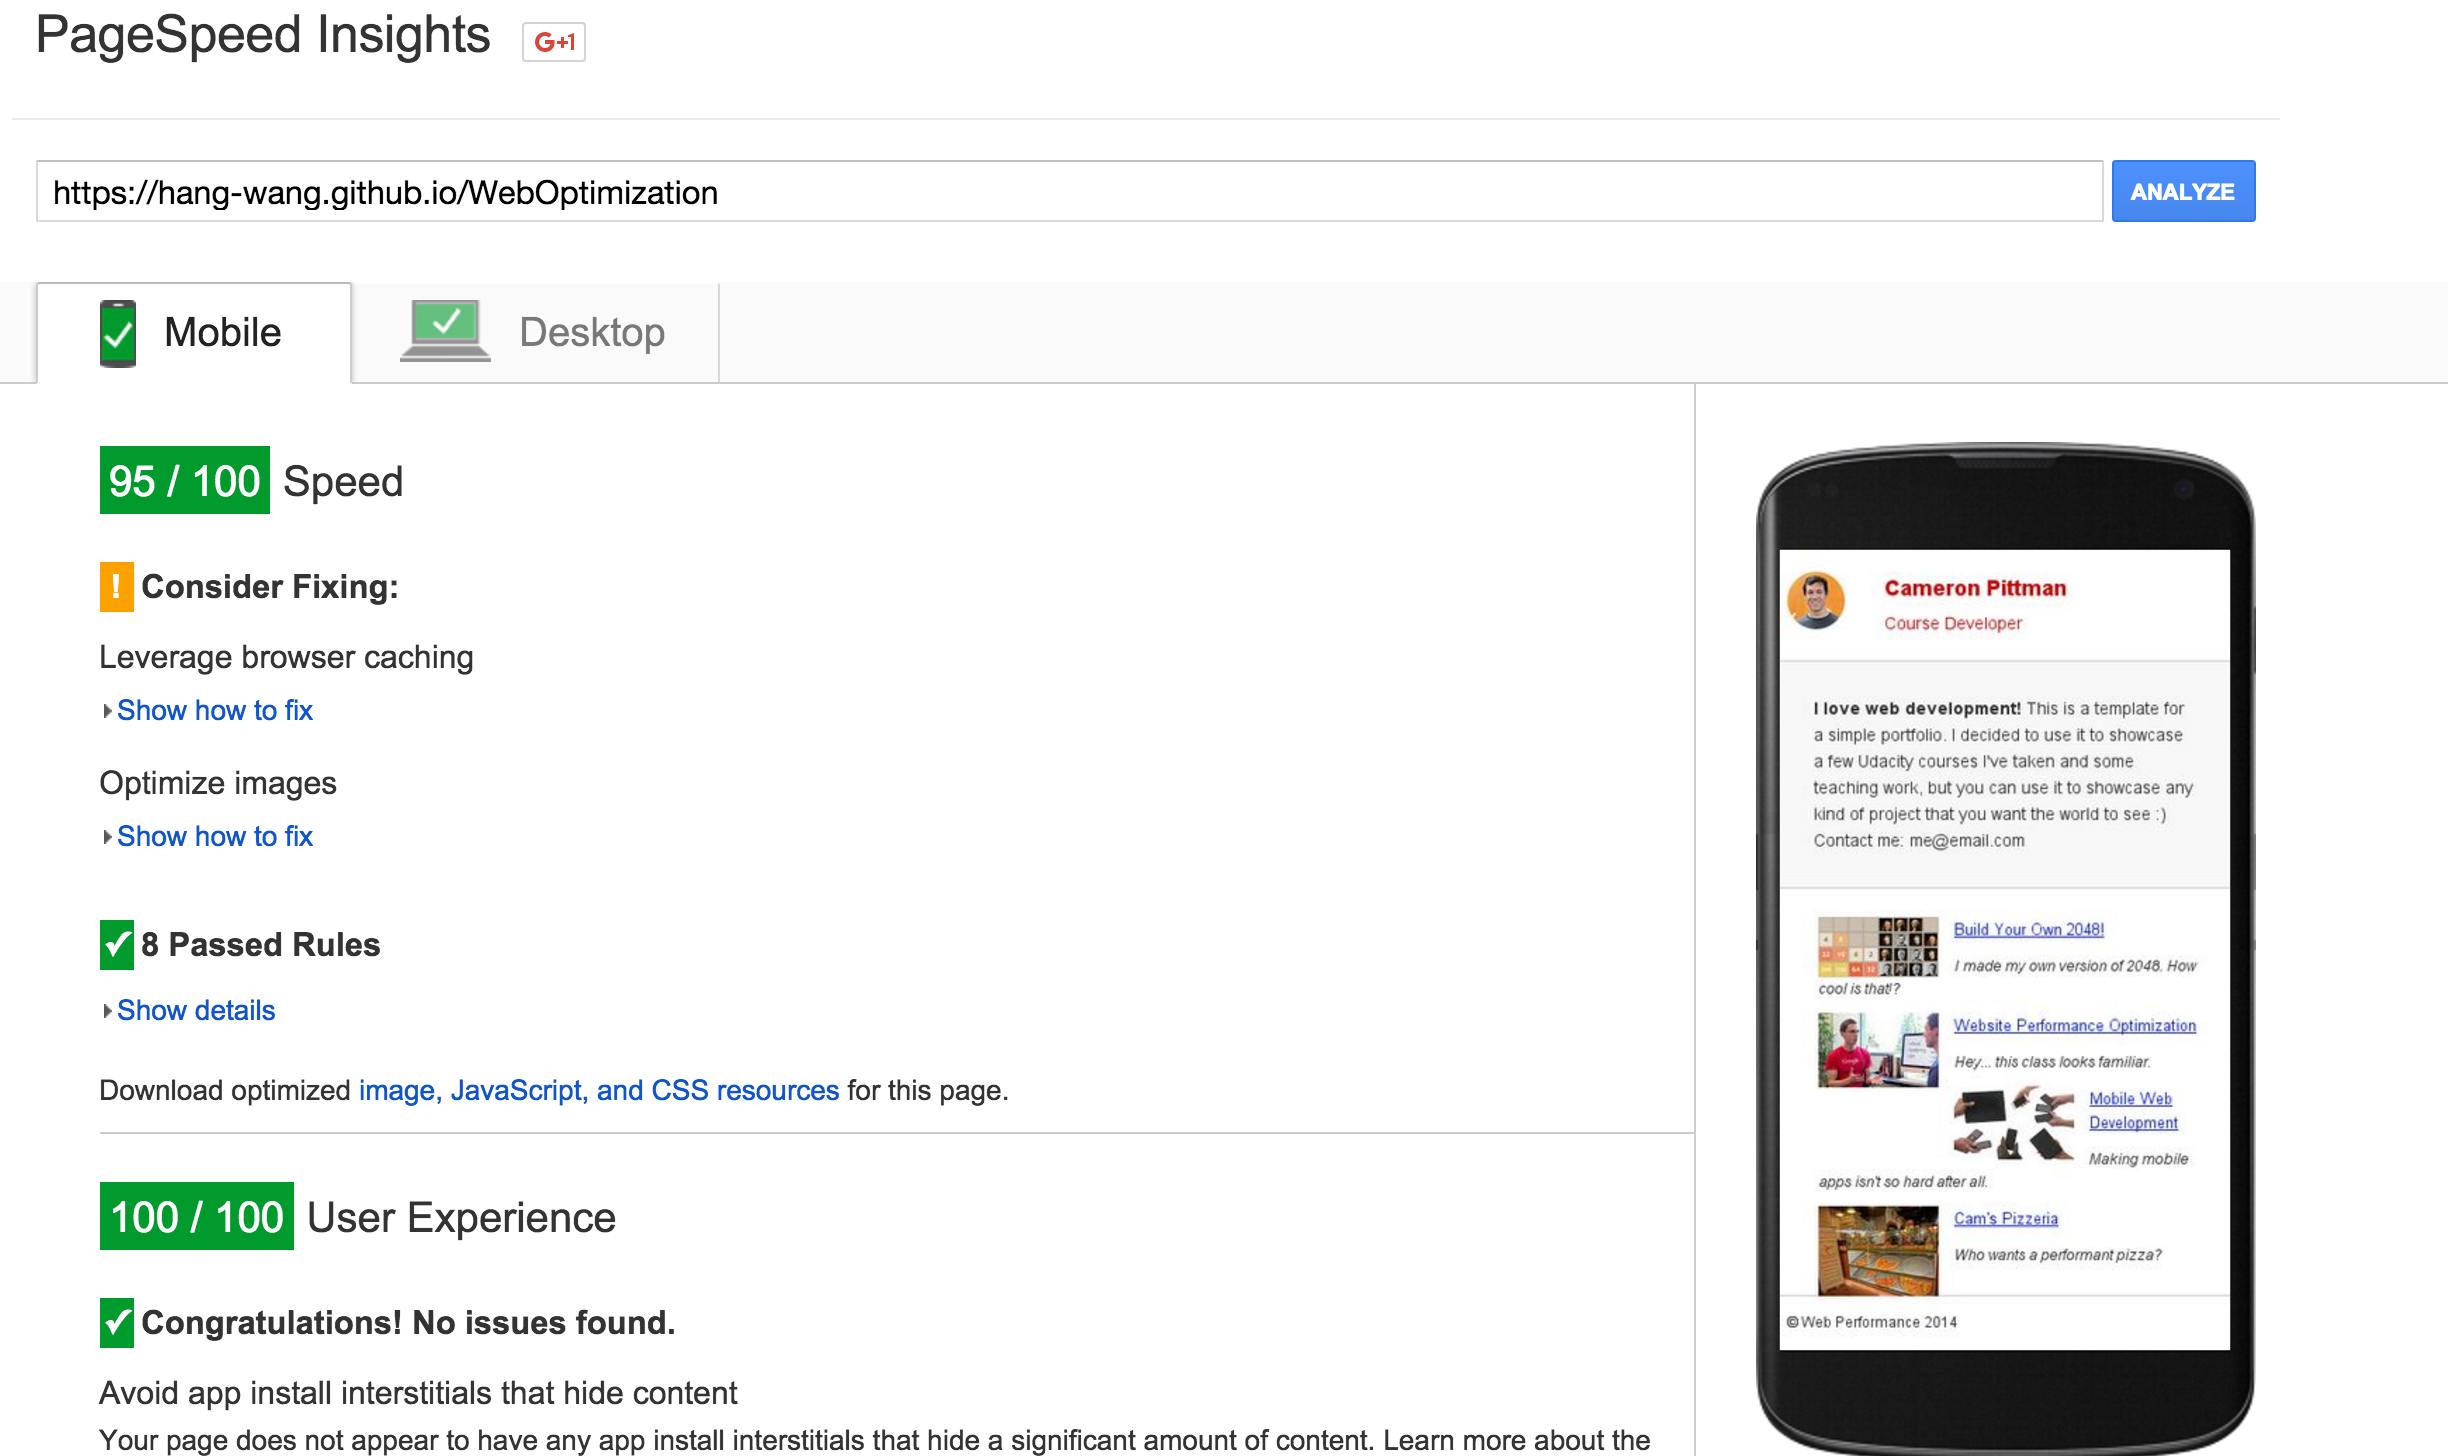 PageSpeed Insights
G+1
https://hang-wang.github.io/WebOptimization
ANALYZE
Mobile
Desktop
95 / 100 Speed
! Consider Fixing:
Leverage browser caching
Show how to fix
Optimize images
Show how to fix
8 Passed Rules
Show details
Download optimized image, JavaScript, and CSS resources for this page.
100 / 100 User Experience
Congratulations! No issues found.
Avoid app install interstitials that hide content
Your page does not appear to have any app install interstitials that hide a significant amount of content. Learn more about the
Cameron Pittman
Course Developer
I love web development! This is a template for
a simple portfolio. I decided to use it to showcase
a few Udacity courses I've taken and some
teaching work, but you can use it to showcase any
kind of project that you want the world to see :)
Contact me: me@email.com
Build Your Own 2048!
I made my own version of 2048. How
cool is that!?
Website Performance Optimization
Hey... this class looks familiar.
Mobile Web
Development
Making mobile
apps isn't so hard after all.
Cam's Pizzeria
Who wants a performant pizza?
©Web Performance 2014